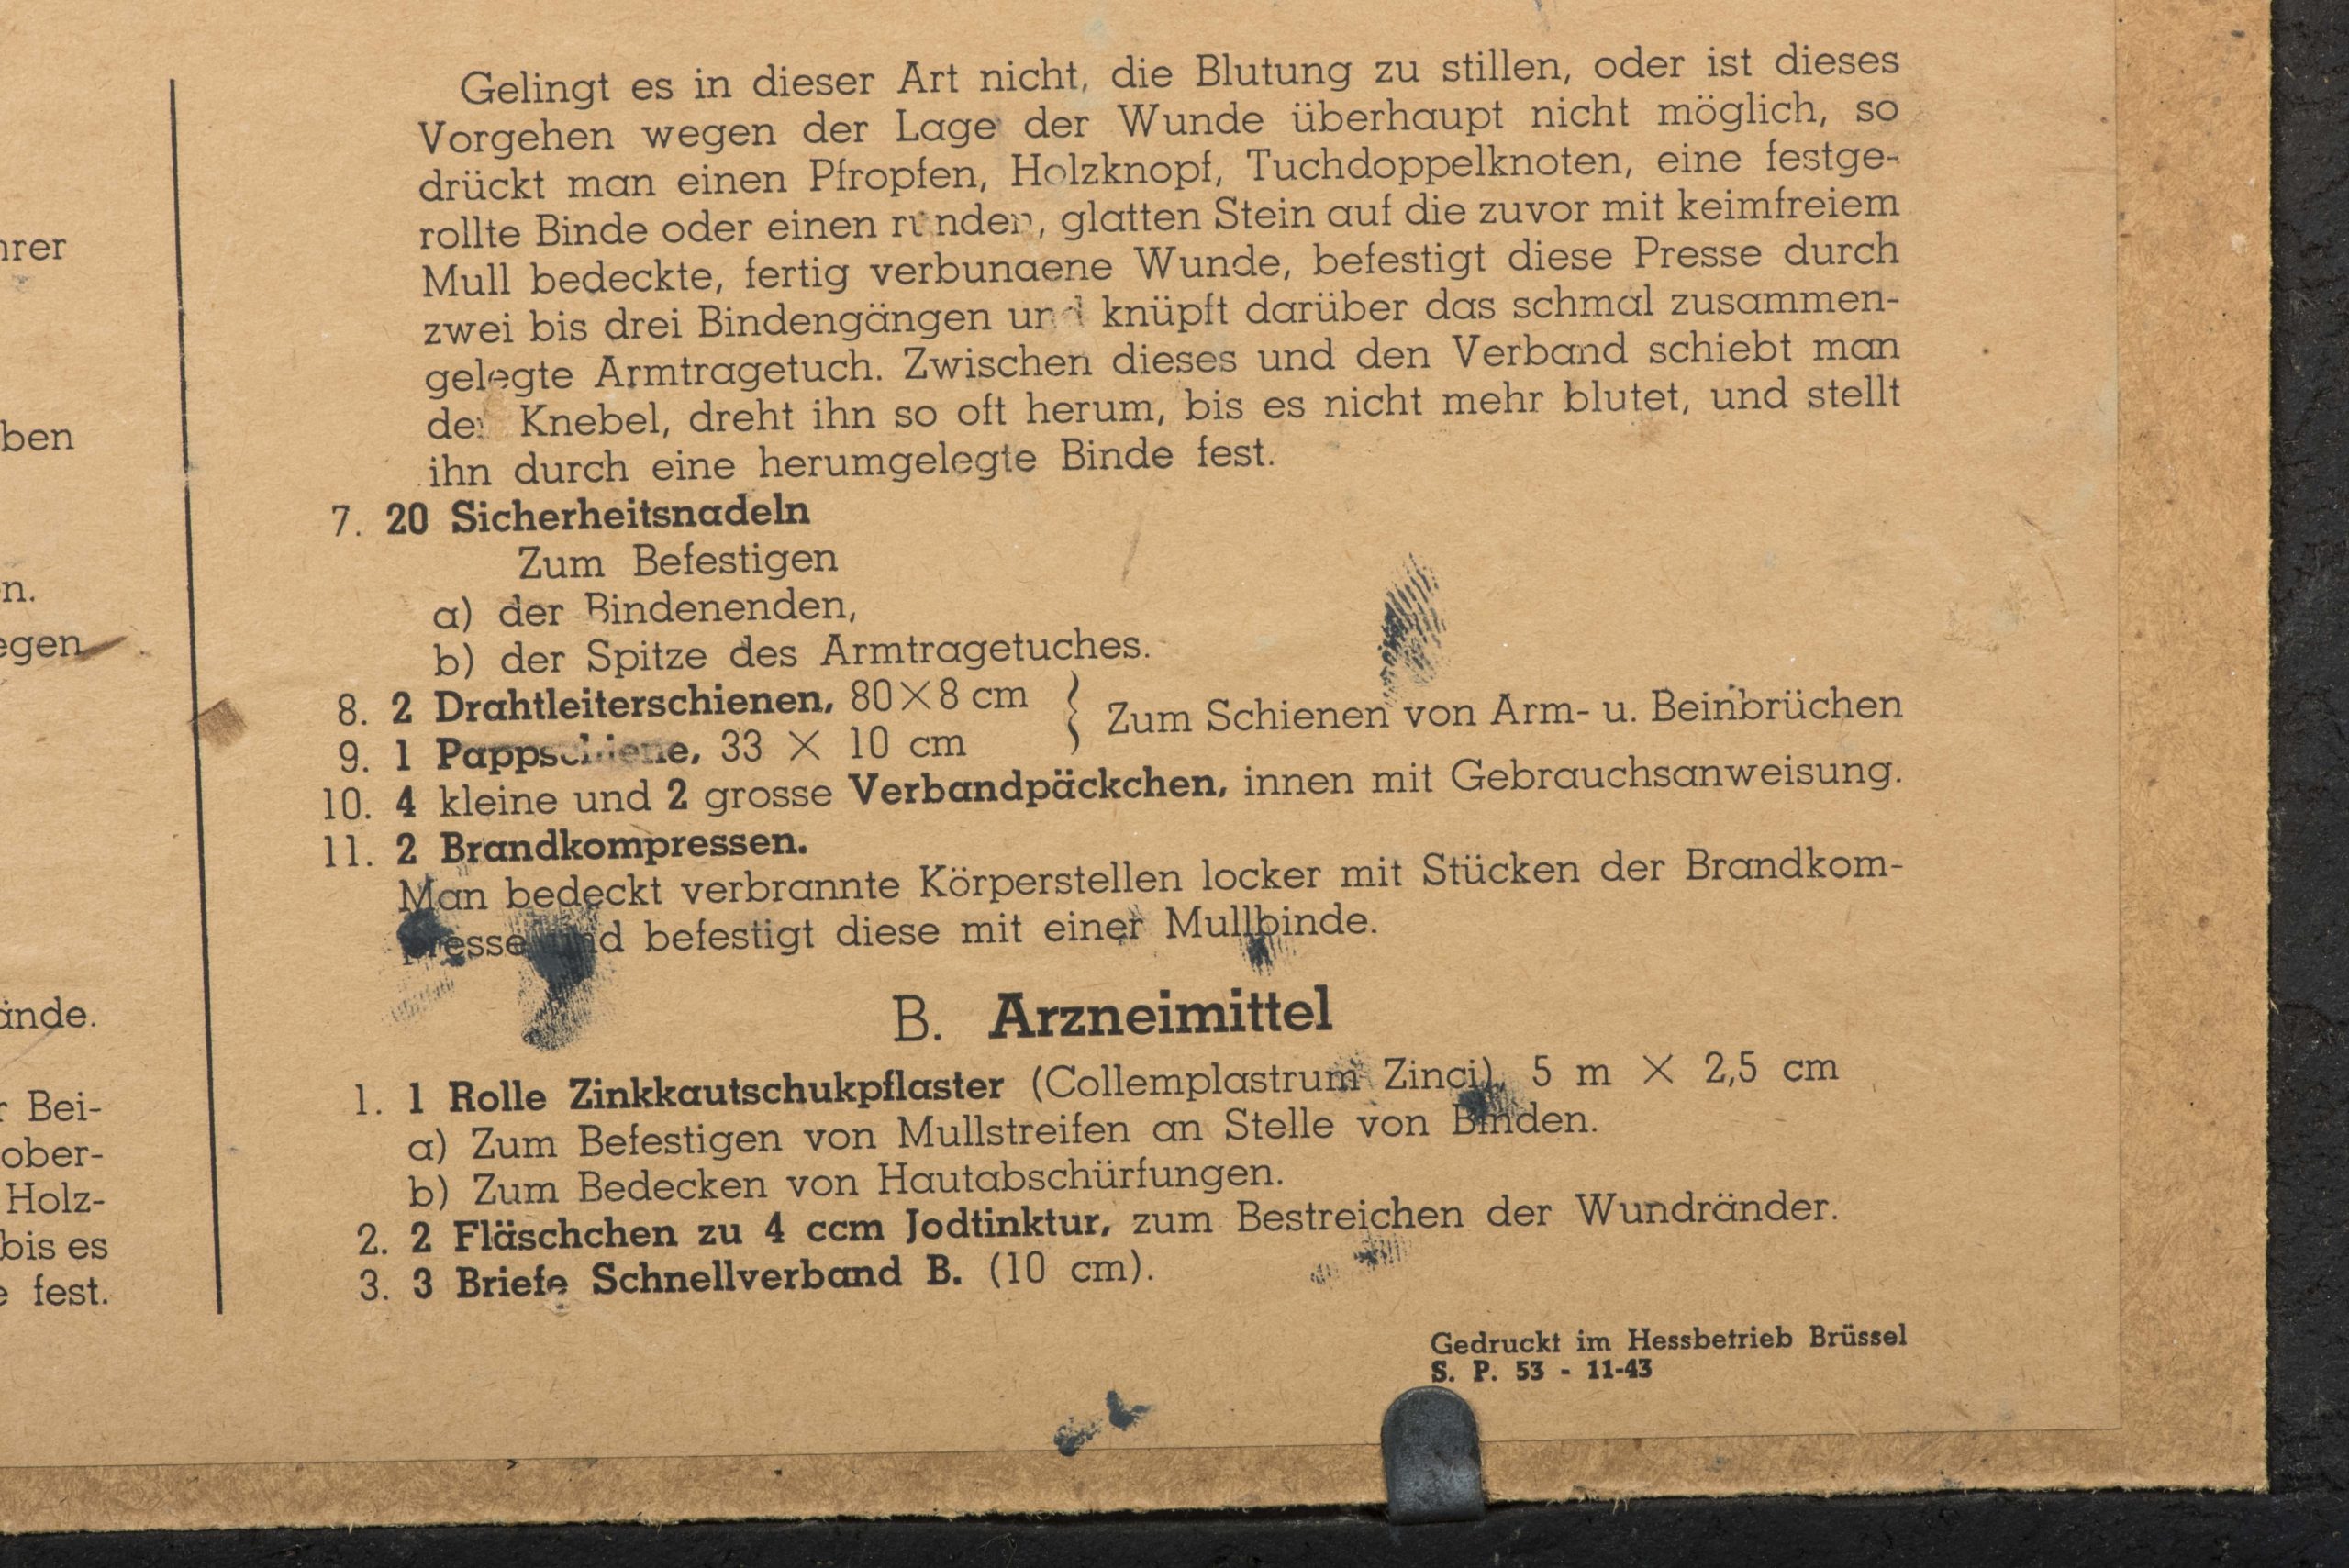 hrer
ben
n.
egen
ände.
r Bei-
ober-
Holz-
bis es
e fest.
Gelingt es in dieser Art nicht, die Blutung zu stillen, oder ist dieses
Vorgehen wegen der Lage der Wunde überhaupt nicht möglich, so
drückt man einen Pfropfen, Holzknopf, Tuchdoppelknoten, eine festge-
rollte Binde oder einen runden, glatten Stein auf die zuvor mit keimfreiem
Mull bedeckte, fertig verbundene Wunde, befestigt diese Presse durch
zwei bis drei Bindengängen und knüpft darüber das schmal zusammen-
gelegte Armtragetuch. Zwischen dieses und den Verband schiebt man
den Knebel, dreht ihn so oft herum, bis es nicht mehr blutet, und stellt
ihn durch eine herumgelegte Binde fest.
7. 20 Sicherheitsnadeln
Zum Befestigen
a) der Bindenenden,
b) der Spitze des Armtragetuches.
8. 2 Drahtleiterschienen, 80×8 cm
9. 1 Pappschiene, 33 × 10 cm
} Zum Schienen von Arm- u. Beinbrüchen
10. 4 kleine und 2 grosse Verbandpäckchen, innen mit Gebrauchsanweisung.
11. 2 Brandkompressen.
Man bedeckt verbrannte Körperstellen locker mit Stücken der Brandkom-
presse und befestigt diese mit einer Mullbinde.
B. Arzneimittel
1. 1 Rolle Zinkkautschukpflaster (Collemplastrum Zinci), 5 m × 2,5 cm
a) Zum Befestigen von Mullstreifen an Stelle von Binden.
b) Zum Bedecken von Hautabschürfungen.
2. 2 Fläschchen zu 4 ccm Jodtinktur, zum Bestreichen der Wundränder.
3. 3 Briefe Schnellverband B. (10 cm).
Gedruckt im Hessbetrieb Brüssel
S. P. 53 - 11-43